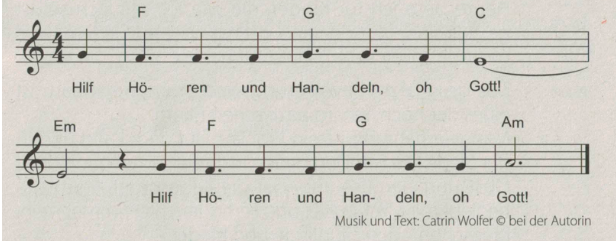 F G C
Hilf Hö- ren und Han- deln, oh Gott!
Em F G Am
Hilf Hö- ren und Han- deln, oh Gott!
Musik und Text: Catrin Wolfer © bei der Autorin